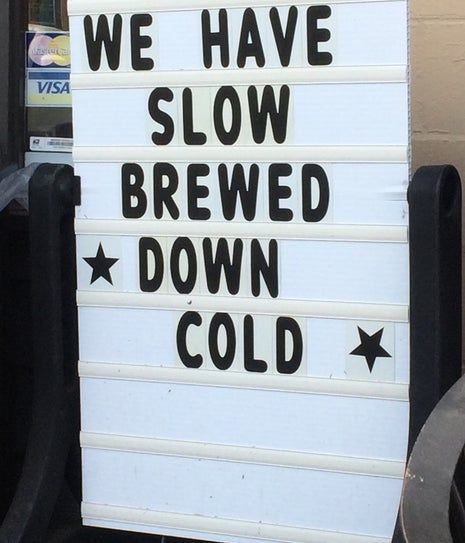 WE HAVE
SLOW
BREWED
★ DOWN
COLD ★
VISA